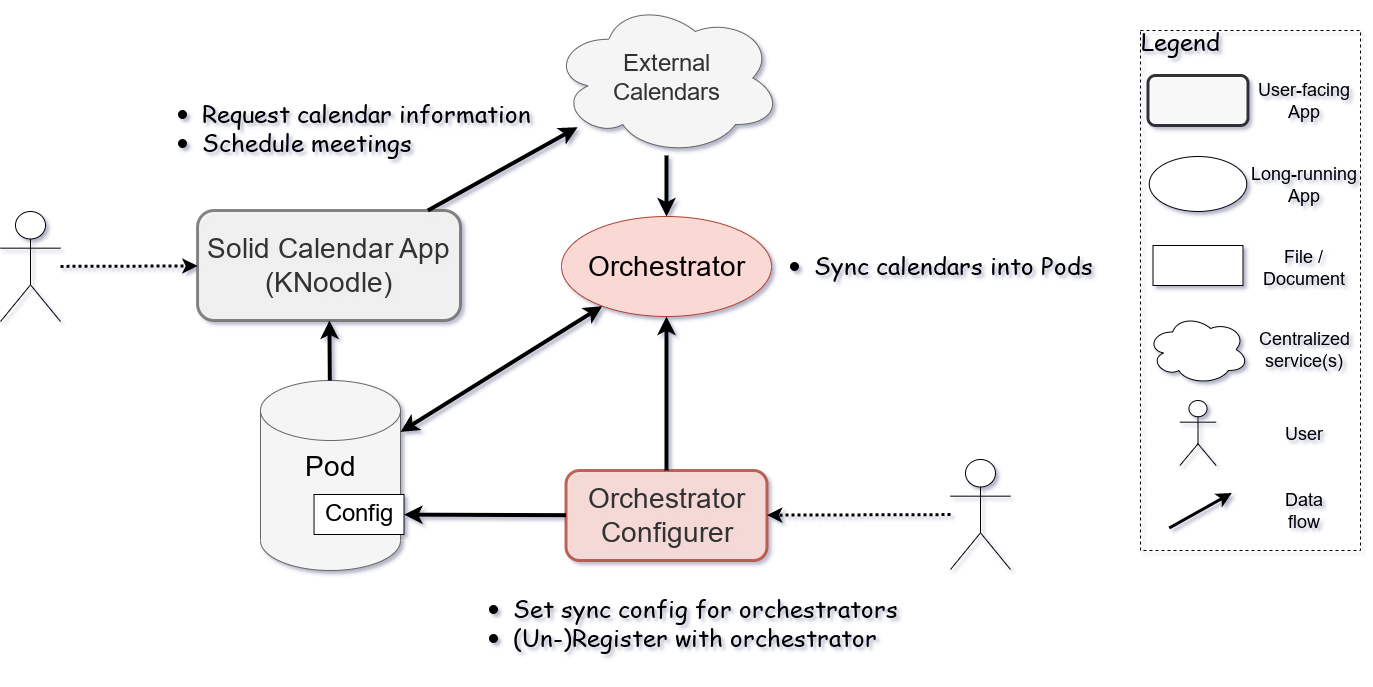 External
Calendars
• Request calendar information
• Schedule meetings
Solid Calendar App
(KNoodle)
Orchestrator
• Sync calendars into Pods
Pod
Config
Orchestrator
Configurer
• Set sync config for orchestrators
• (Un-)Register with orchestrator
Legend
User-facing
App
Long-running
App
File /
Document
Centralized
service(s)
User
Data
flow